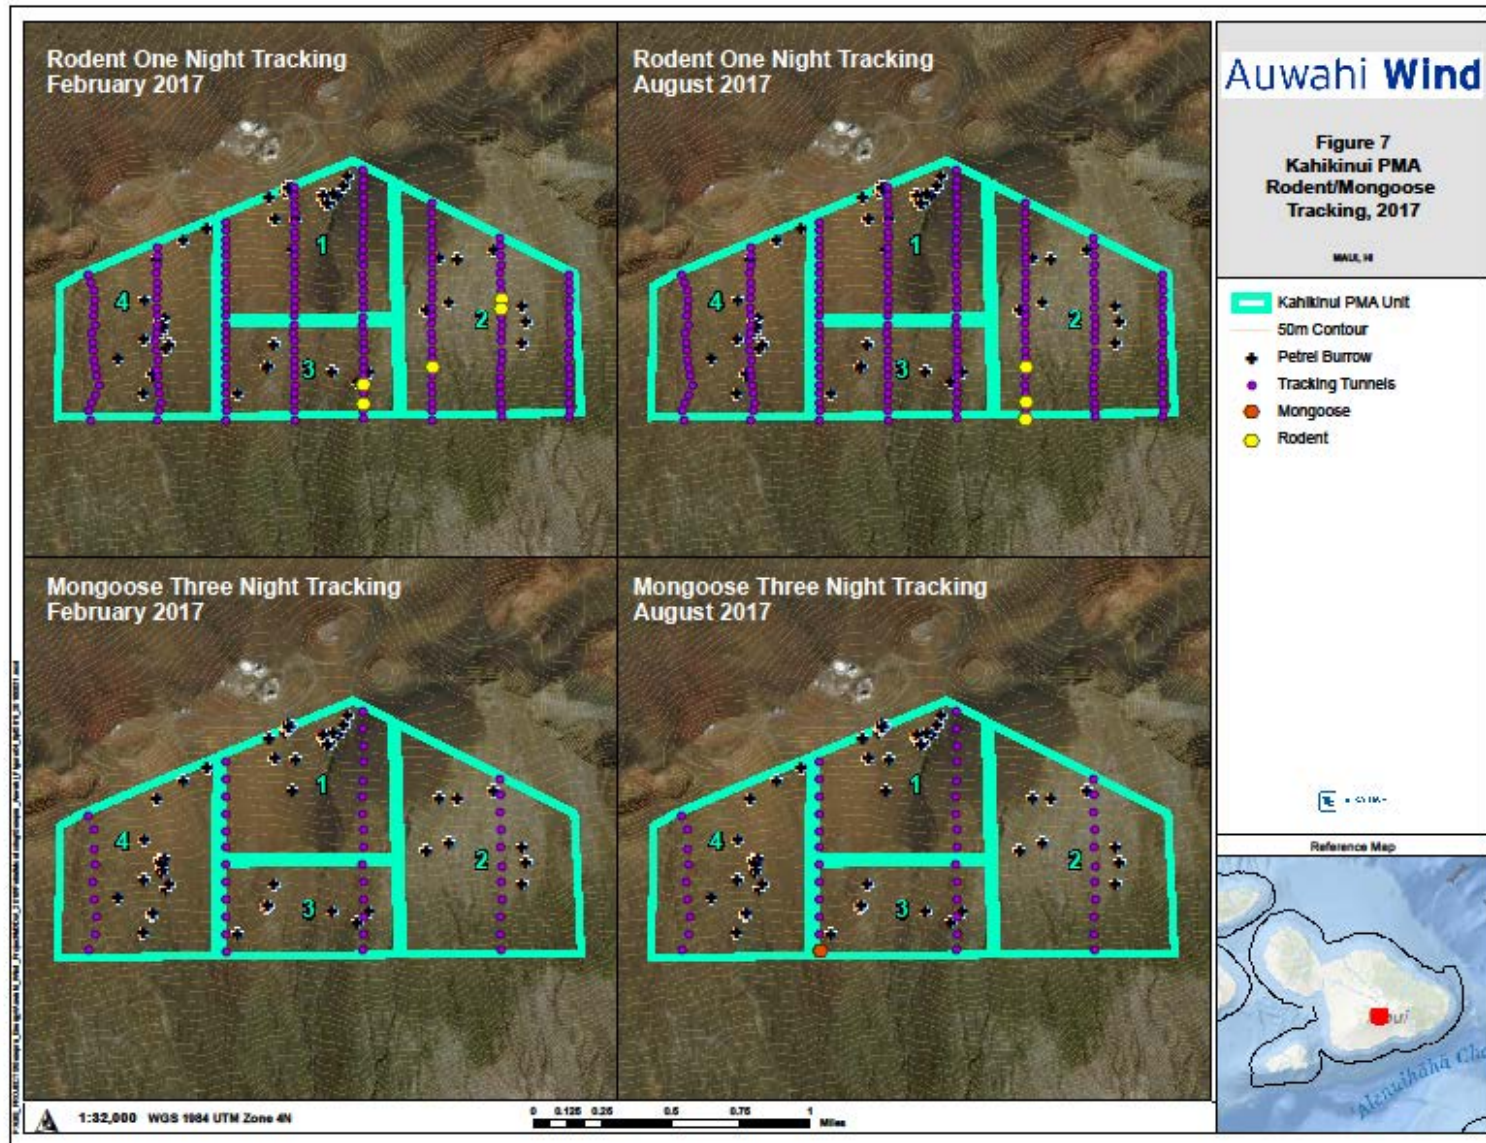 Rodent One Night Tracking
February 2017
1
2
3
4
Rodent One Night Tracking
August 2017
1
2
3
4
Mongoose Three Night Tracking
February 2017
1
2
3
4
Mongoose Three Night Tracking
August 2017
1
2
3
4
Auwahi Wind
Figure 7
Kahikinui PMA
Rodent/Mongoose
Tracking, 2017
MAUI, HI
Kahikinui PMA Unit
50m Contour
Petrel Burrow
Tracking Tunnels
Mongoose
Rodent
Reference Map
Maui
'Alenuihāhā
1:32,000 WGS 1984 UTM Zone 4N
0 0.125 0.25 0.5 0.75 1
Miles